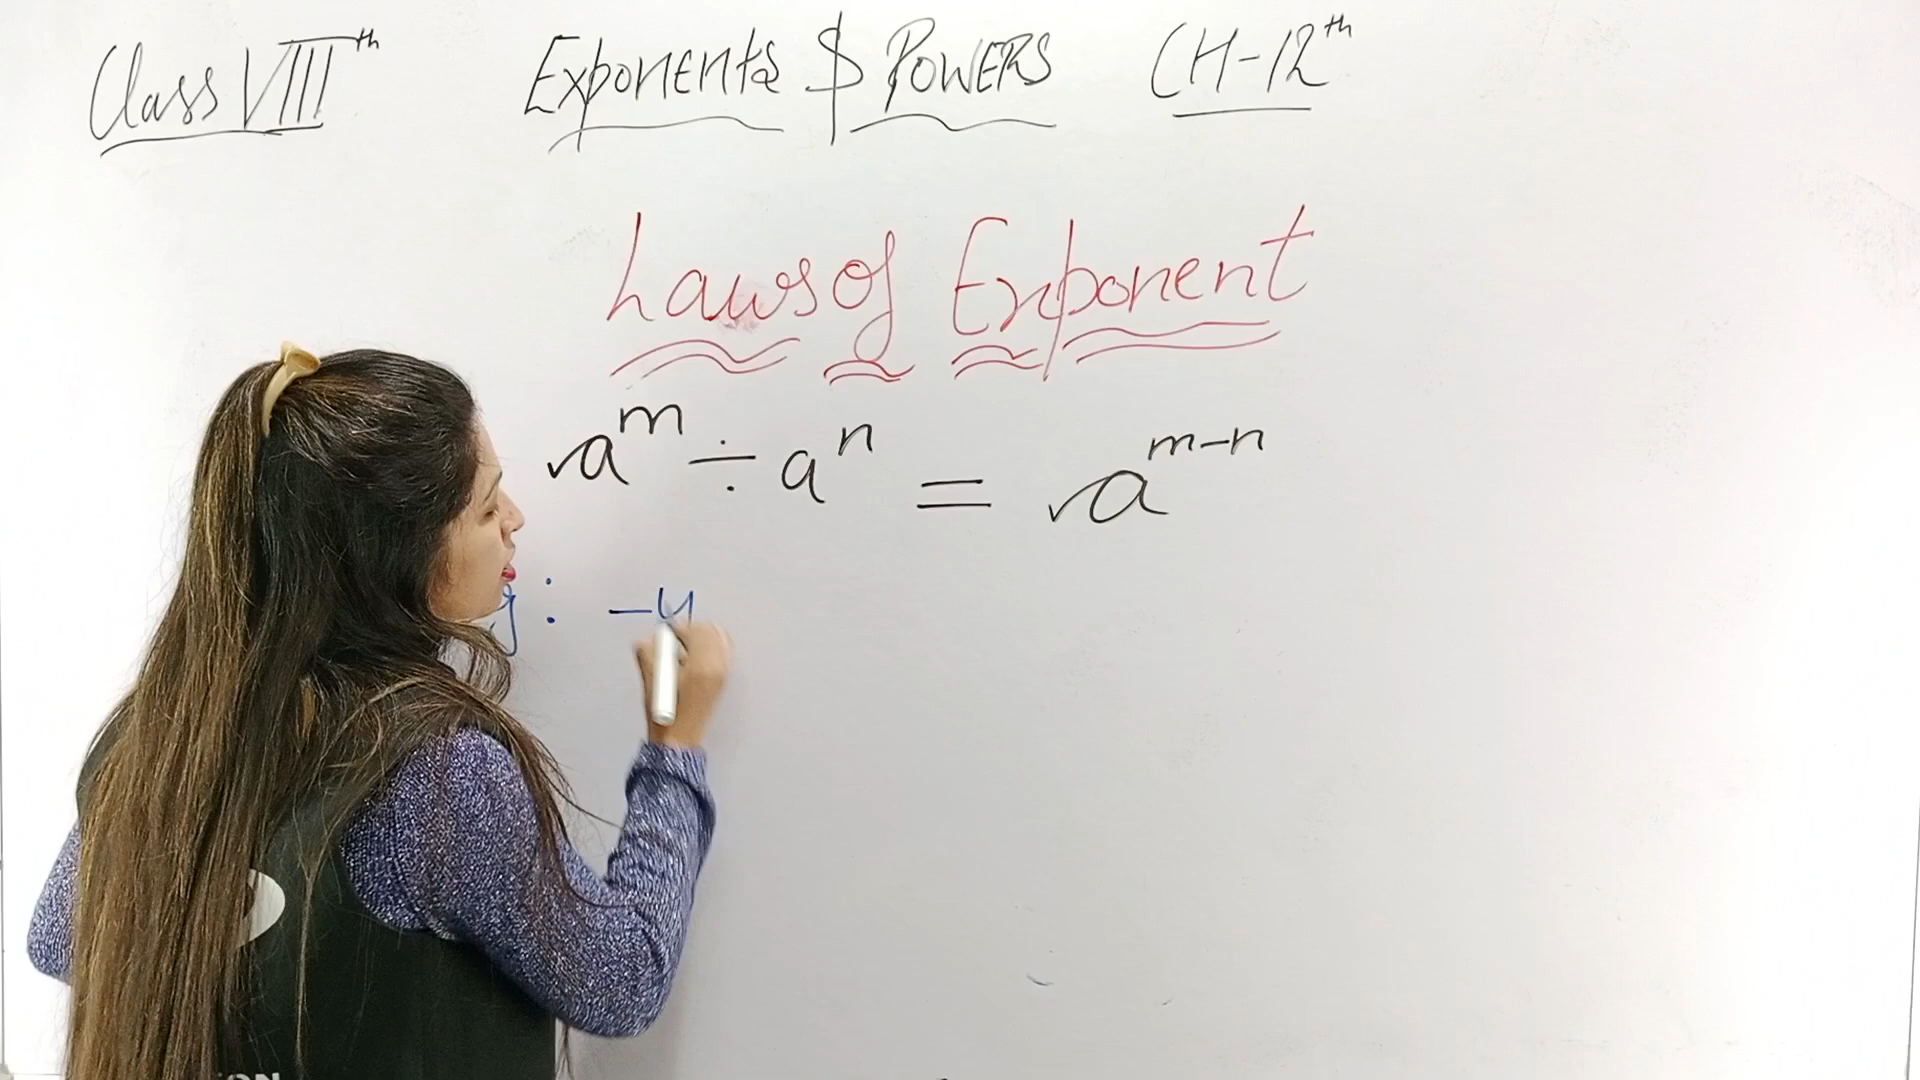 Class VIIIth Exponents $ POWERS CH-12th
Laws of Exponent
a^m ÷ a^n = a^(m-n)
: -4